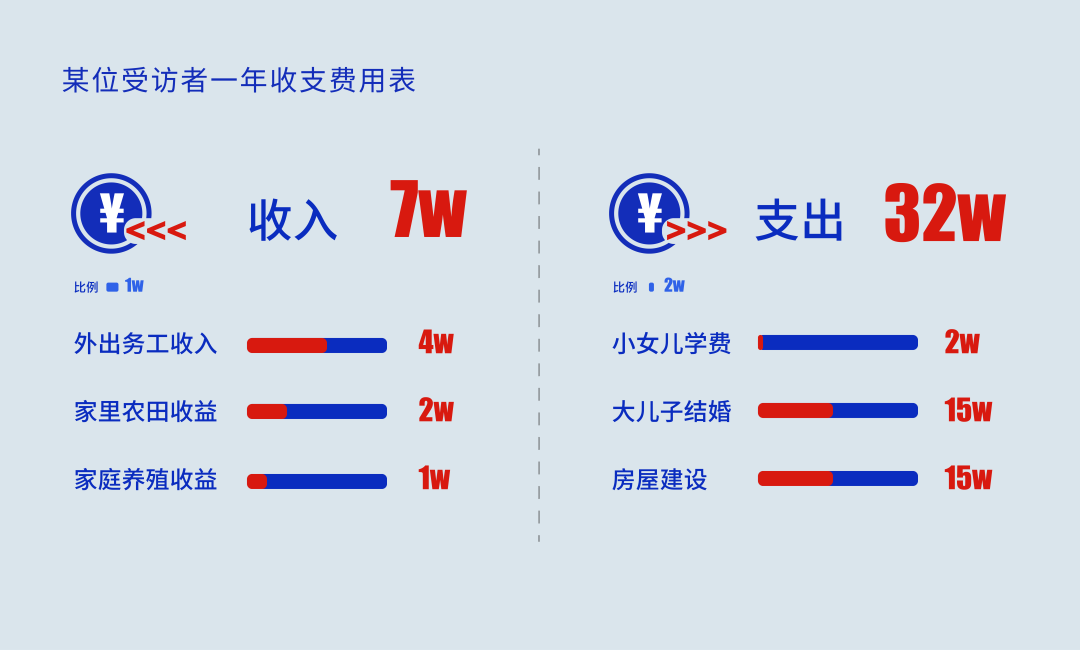 某位受访者一年收支费用表
¥ <<< 收入 7w
比例 1w
外出务工收入 4w
家里农田收益 2w
家庭养殖收益 1w
¥ >>> 支出 32w
比例 2w
小女儿学费 2w
大儿子结婚 15w
房屋建设 15w